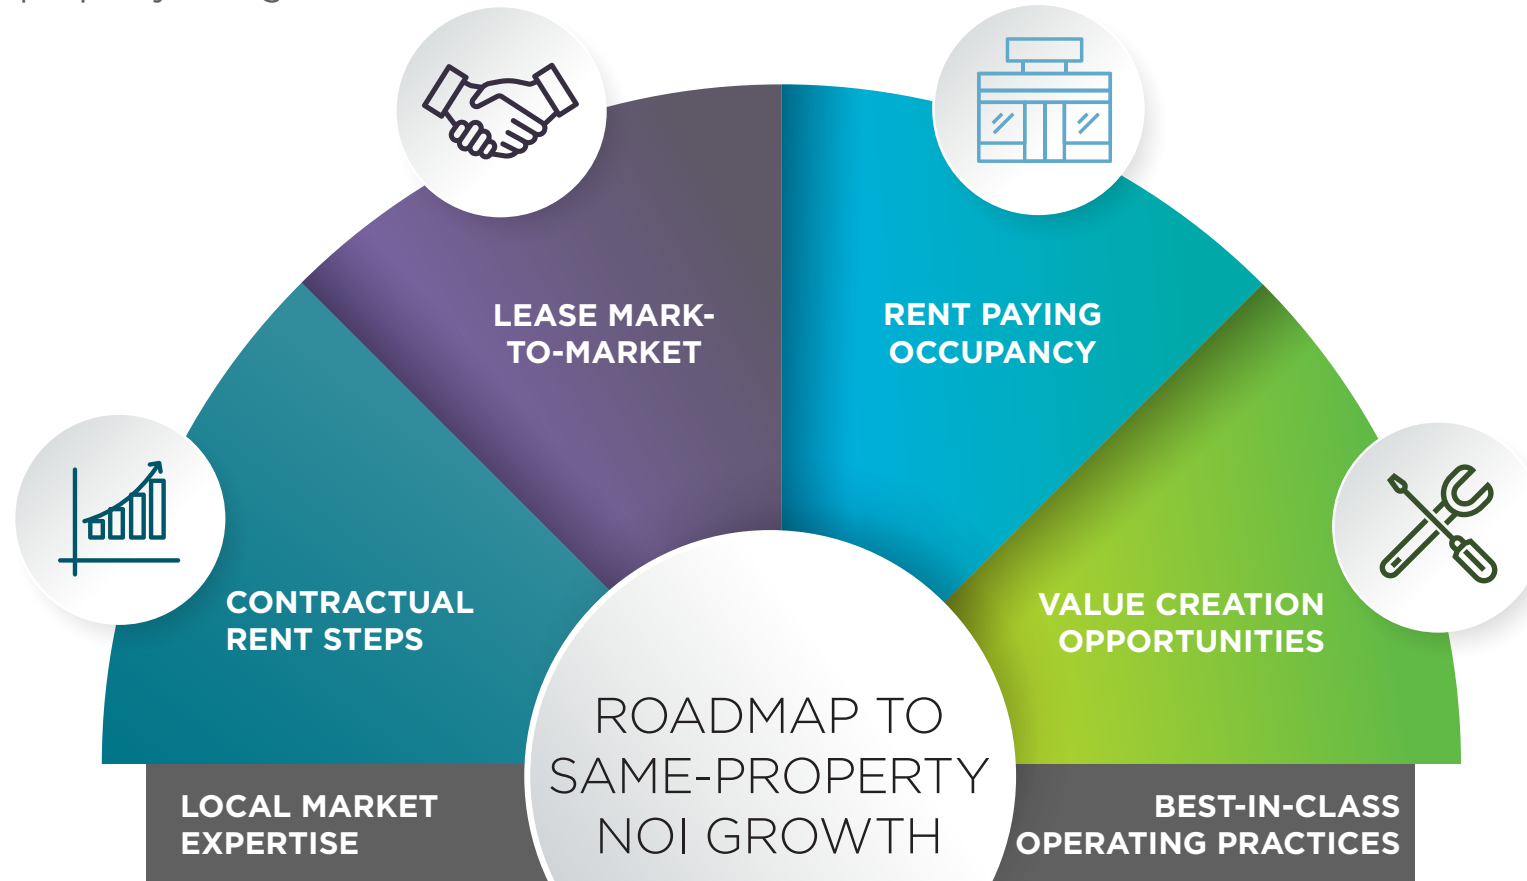 LEASE MARK-
TO-MARKET
RENT PAYING
OCCUPANCY
CONTRACTUAL
RENT STEPS
VALUE CREATION
OPPORTUNITIES
ROADMAP TO
SAME-PROPERTY
NOI GROWTH
LOCAL MARKET
EXPERTISE
BEST-IN-CLASS
OPERATING PRACTICES